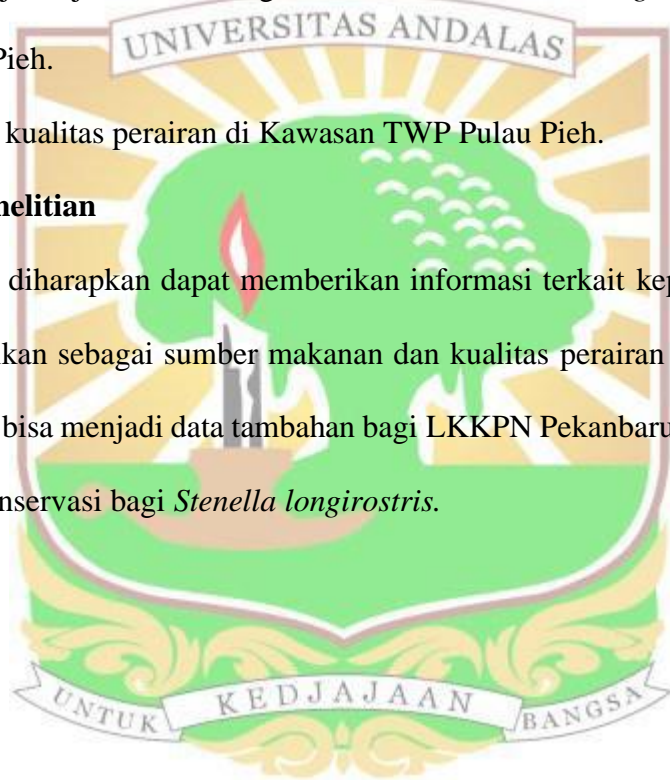 UNIVERSITAS ANDALAS
Pieh.
kualitas perairan di Kawasan TWP Pulau Pieh.
nelitian
diharapkan dapat memberikan informasi terkait kep
kan sebagai sumber makanan dan kualitas perairan
bisa menjadi data tambahan bagi LKKPN Pekanbaru
onservasi bagi Stenella longirostris.
UNTUK KEDJAJAAN BANGSA